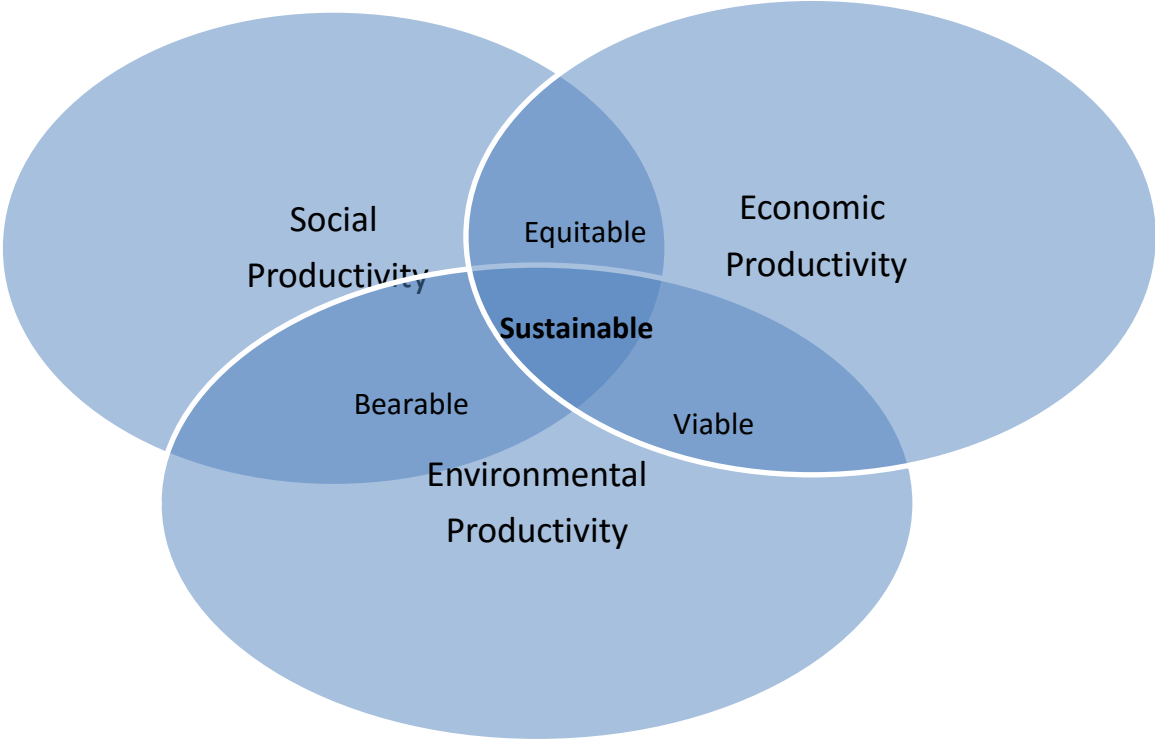 Social
Productivity
Economic
Productivity
Equitable
Sustainable
Bearable
Viable
Environmental
Productivity